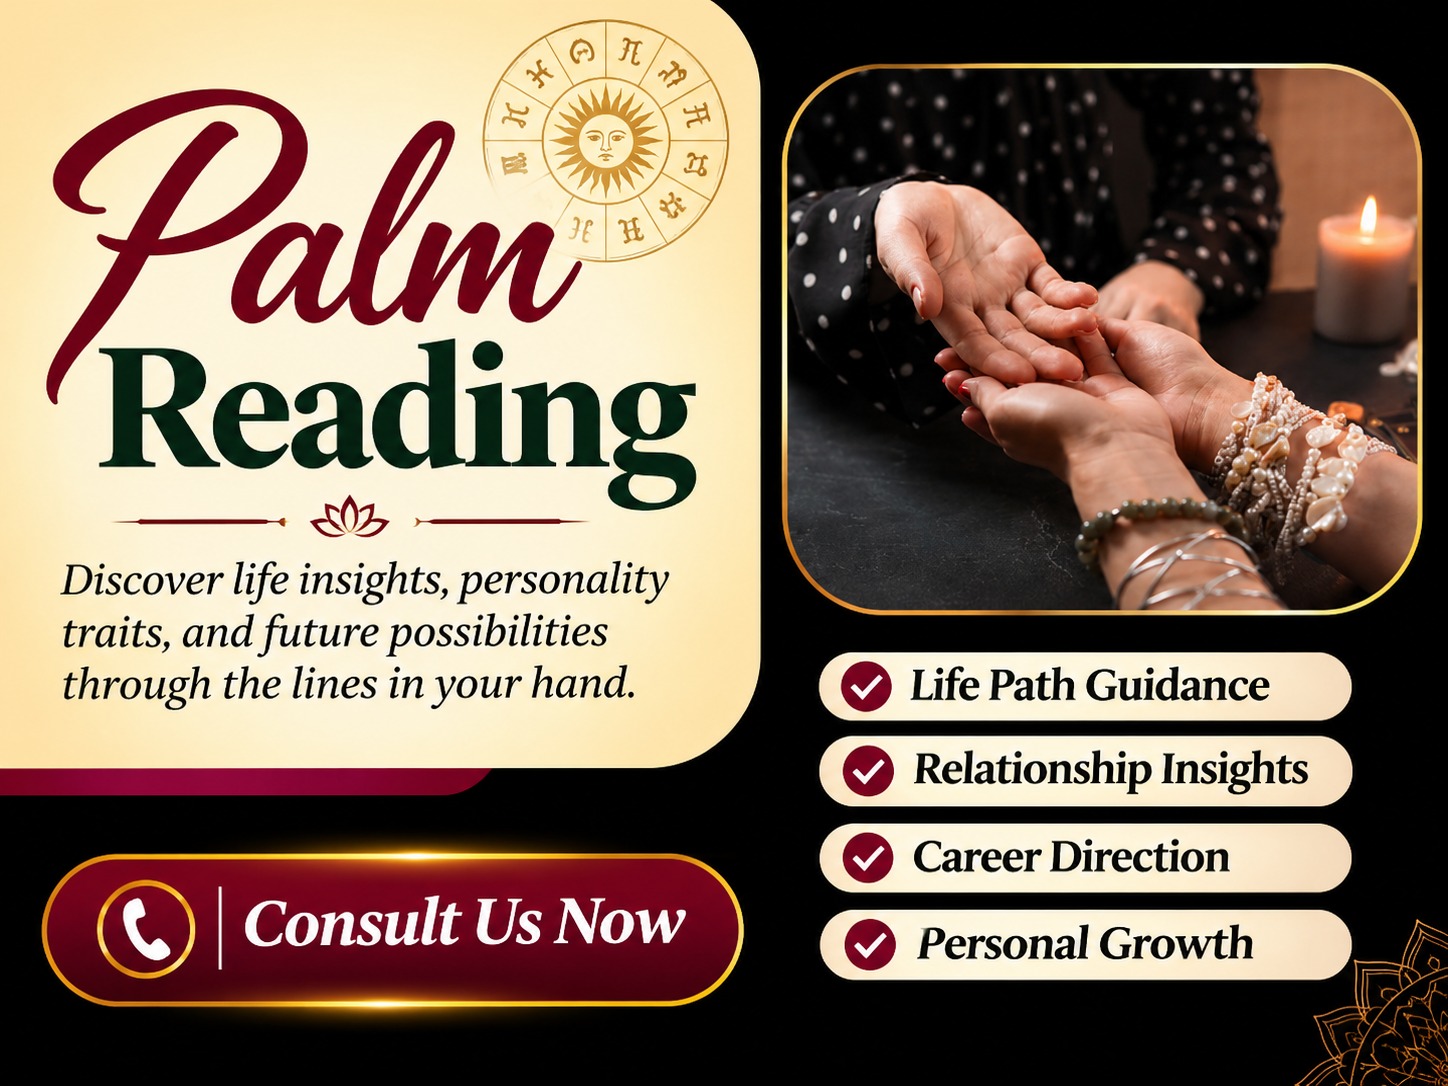 Palm
Reading
Discover life insights, personality
traits, and future possibilities
through the lines in your hand.
Consult Us Now
Life Path Guidance
Relationship Insights
Career Direction
Personal Growth